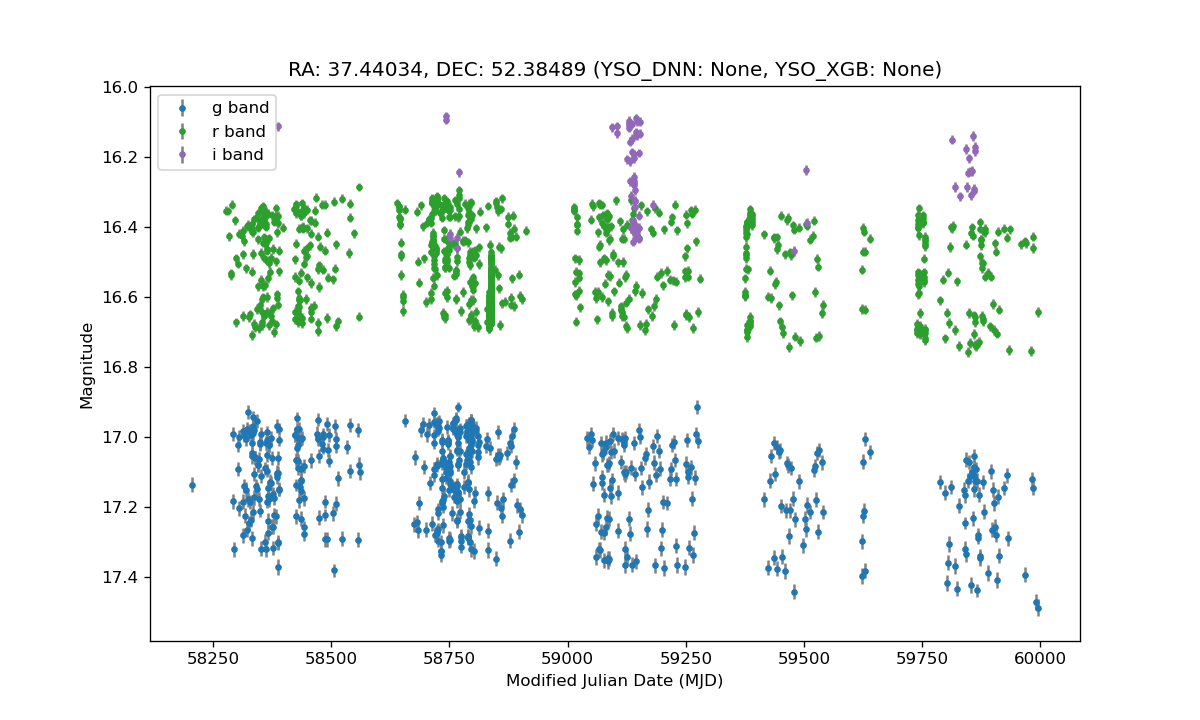 RA: 37.44034, DEC: 52.38489 (YSO_DNN: None, YSO_XGB: None)
g band
r band
i band
Magnitude
16.0
16.2
16.4
16.6
16.8
17.0
17.2
17.4
58250 58500 58750 59000 59250 59500 59750 60000
Modified Julian Date (MJD)